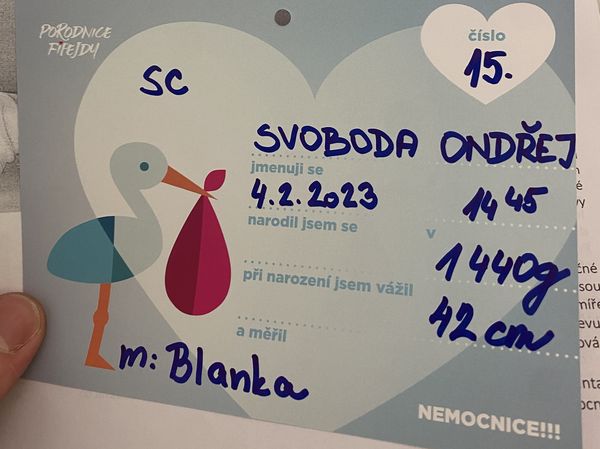 PORODNICE
FIFEJDY
číslo
15.
SC
SVOBODA ONDŘEJ
jmenuji se
4.2.2023 14 45
narodil jsem se v
1440g
při narození jsem vážil
42 cm
a měřil
m: Blanka
NEMOCNICE!!!